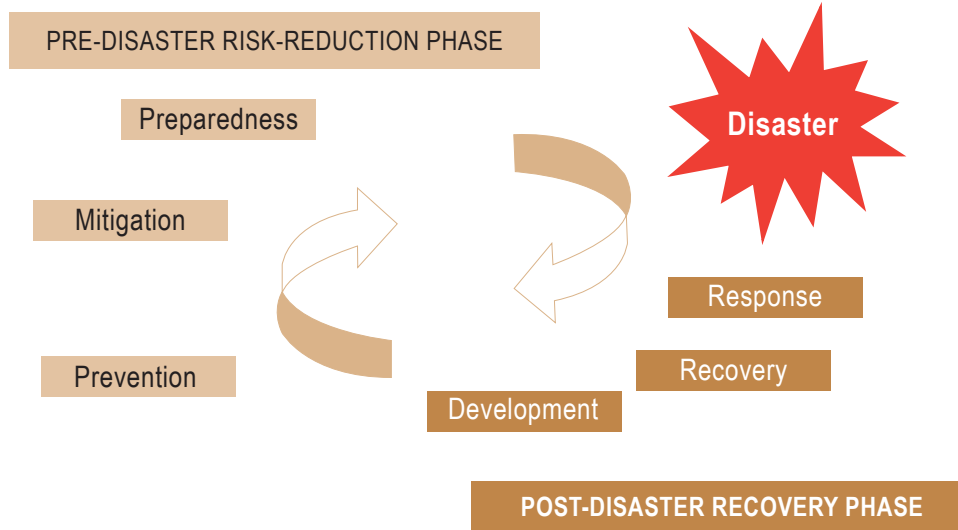 PRE-DISASTER RISK-REDUCTION PHASE
Preparedness
Disaster
Mitigation
Response
Prevention
Recovery
Development
POST-DISASTER RECOVERY PHASE